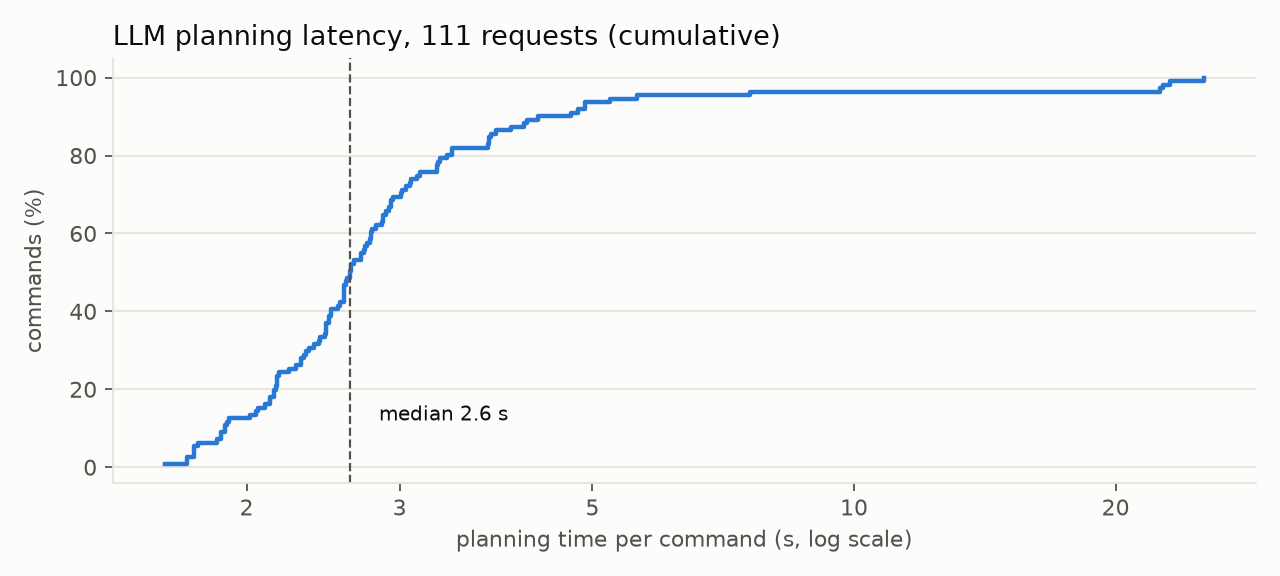 LLM planning latency, 111 requests (cumulative)
100
80
60
40
20
0
commands (%)
median 2.6 s
2 3 5 10 20
planning time per command (s, log scale)